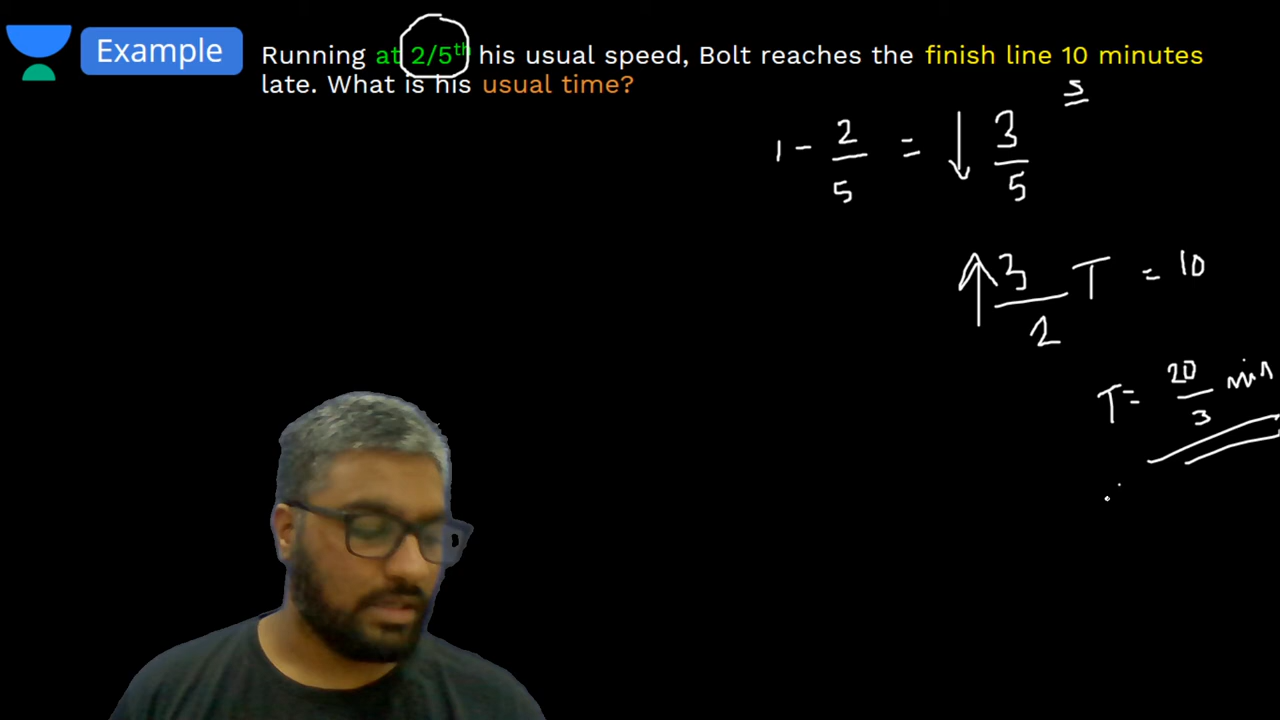 Example
Running at 2/5th his usual speed, Bolt reaches the finish line 10 minutes
late. What is his usual time?
s
1 - 2/5 = ↓ 3/5
↑ 3/2 T = 10
T = 20/3 min